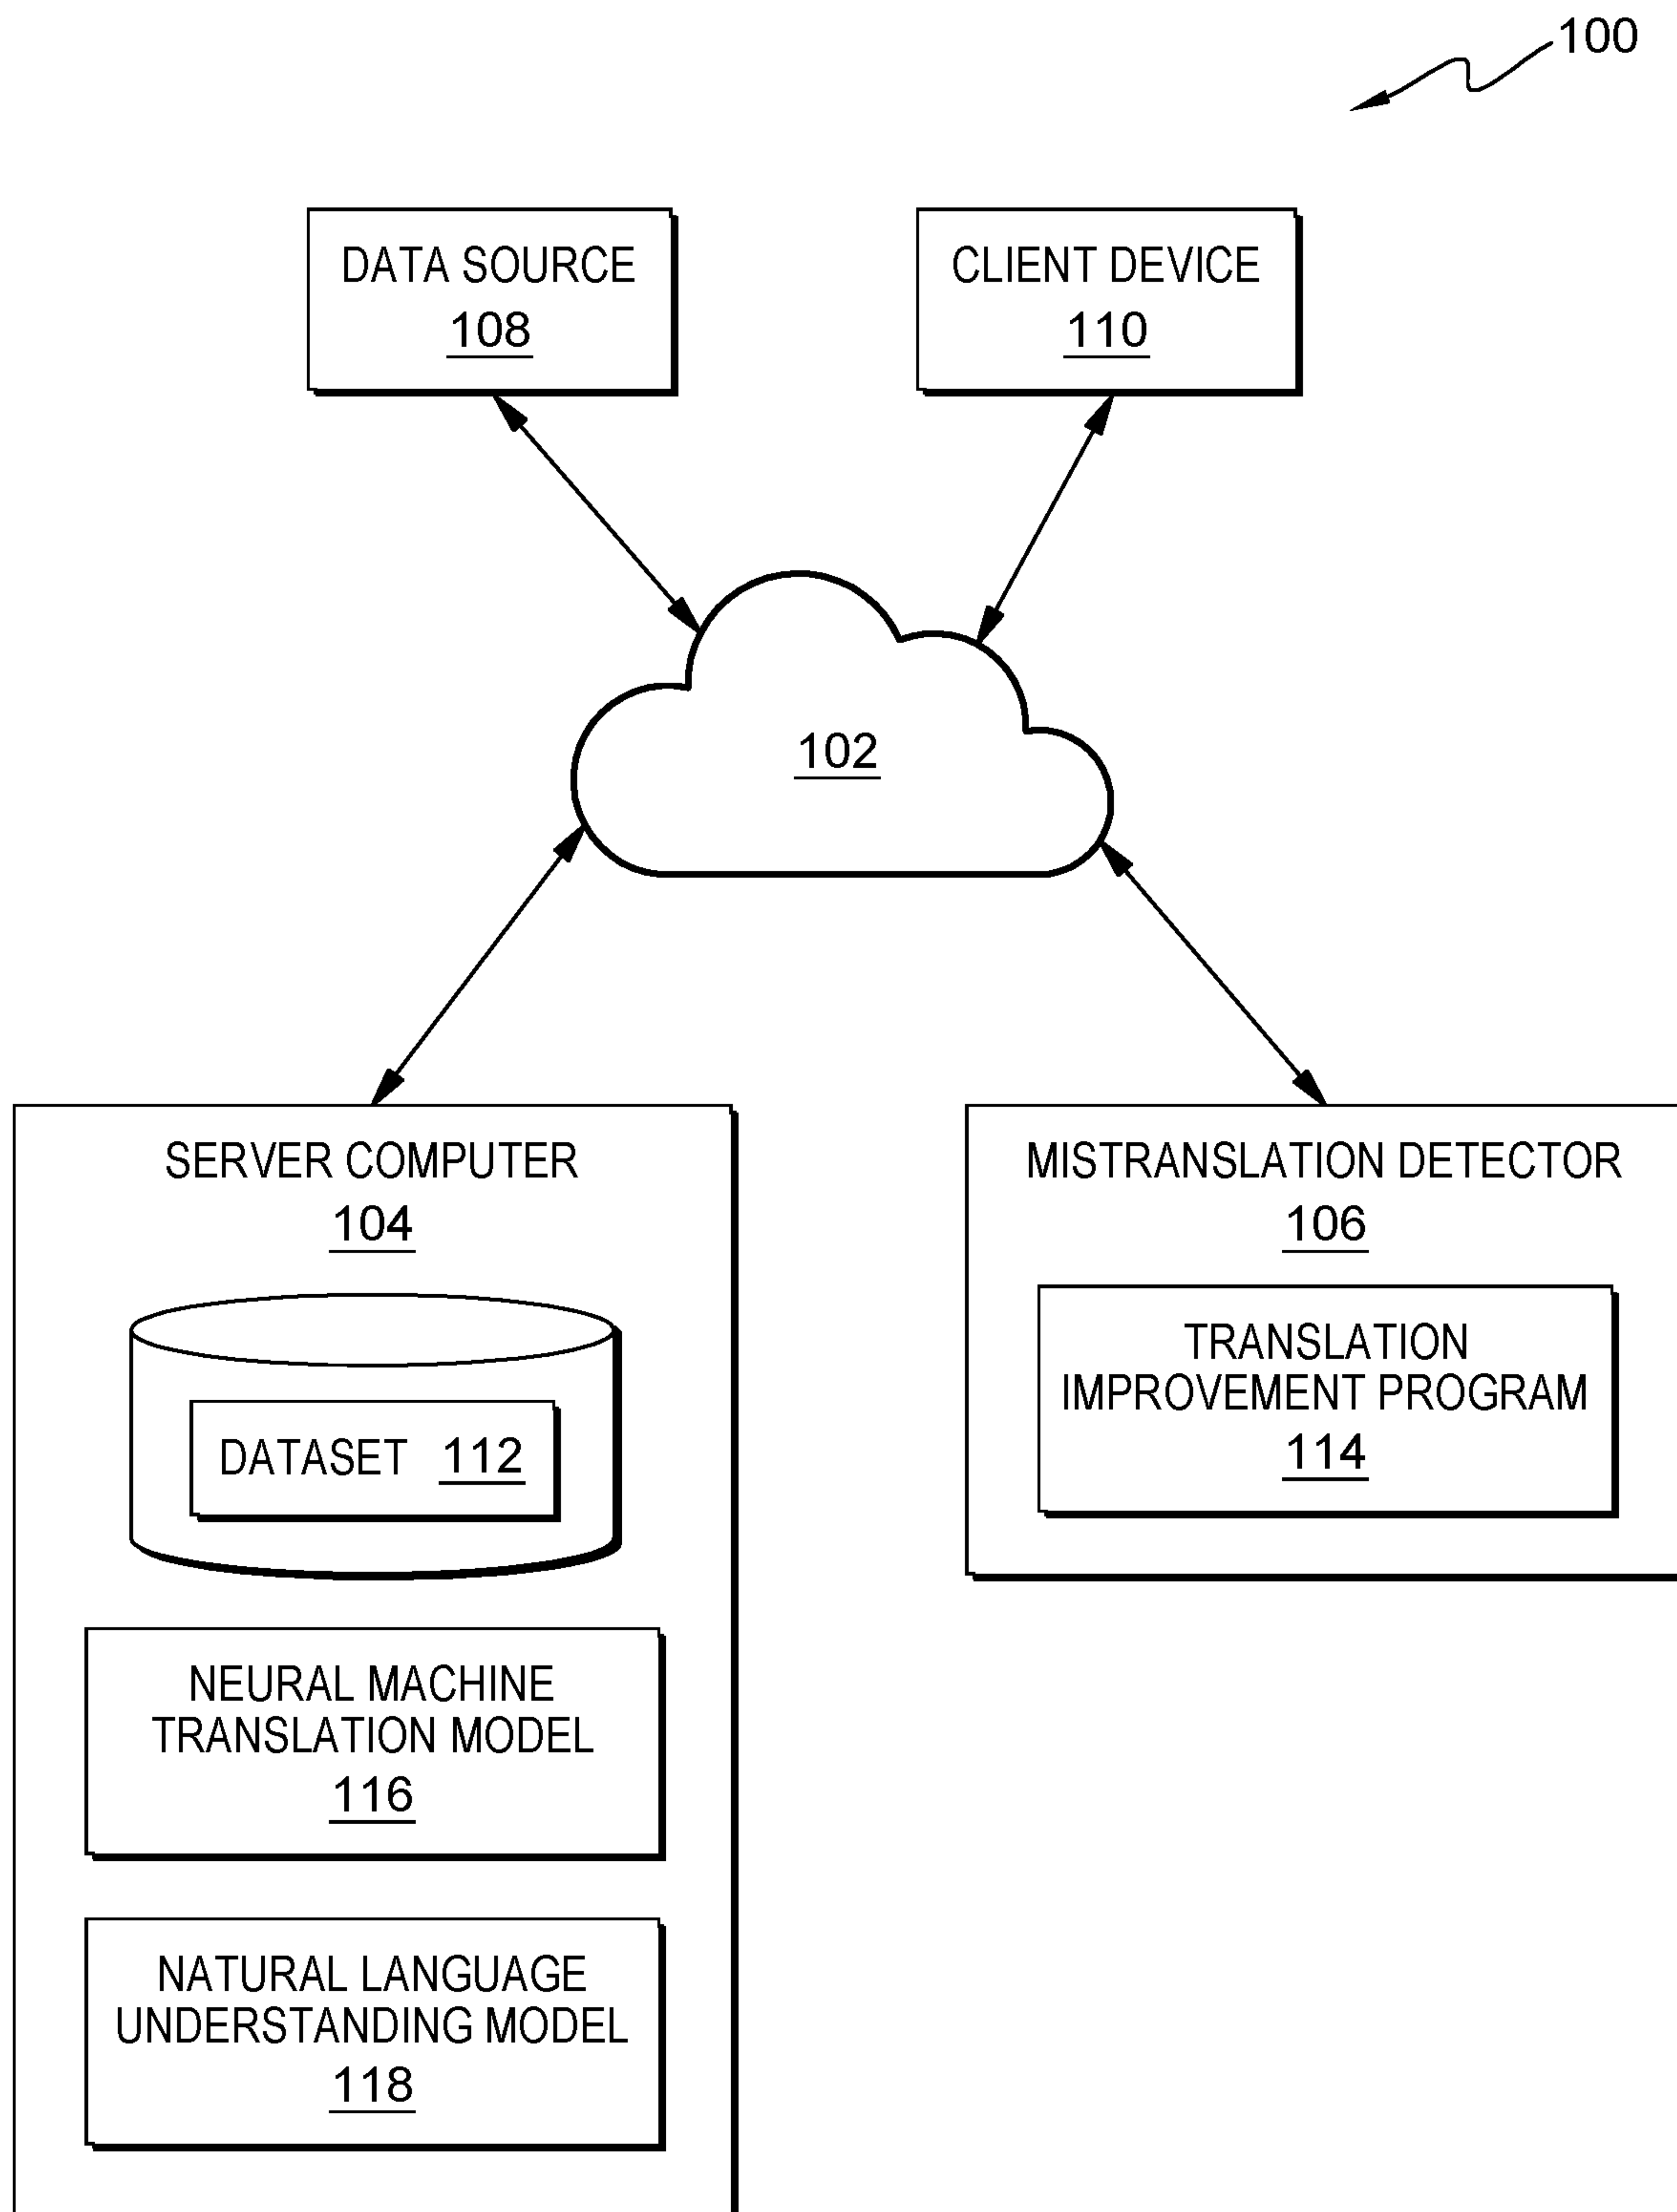 100
DATA SOURCE
108
CLIENT DEVICE
110
102
SERVER COMPUTER
104
DATASET 112
NEURAL MACHINE
TRANSLATION MODEL
116
NATURAL LANGUAGE
UNDERSTANDING MODEL
118
MISTRANSLATION DETECTOR
106
TRANSLATION
IMPROVEMENT PROGRAM
114